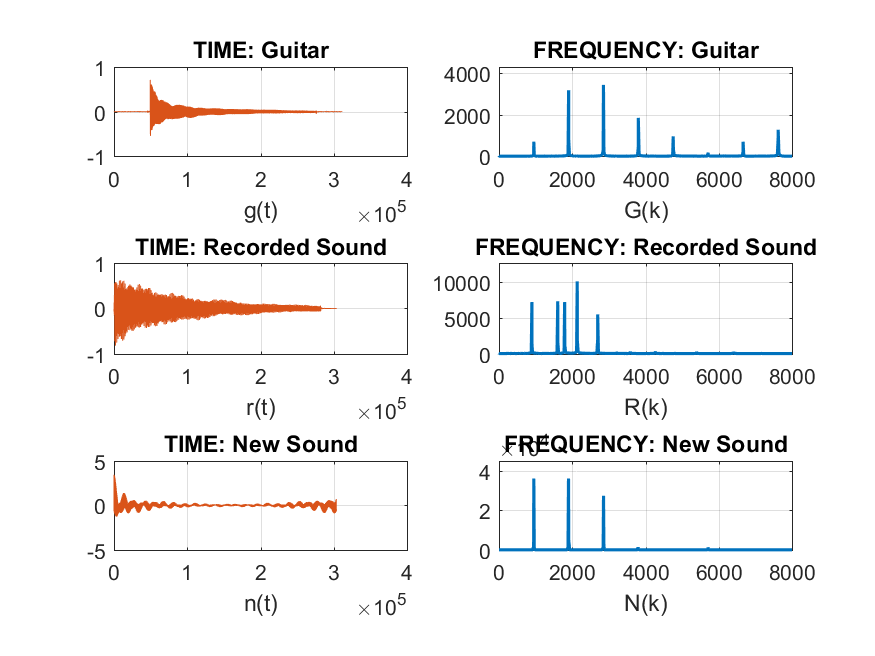 TIME: Guitar
1
0
-1
0 1 2 3 4
g(t)
×10^5
FREQUENCY: Guitar
4000
2000
0
0 2000 4000 6000 8000
G(k)
TIME: Recorded Sound
1
0
-1
0 1 2 3 4
r(t)
×10^5
FREQUENCY: Recorded Sound
10000
5000
0
0 2000 4000 6000 8000
R(k)
TIME: New Sound
5
0
-5
0 1 2 3 4
n(t)
×10^5
FREQUENCY: New Sound
×10^4
4
2
0
0 2000 4000 6000 8000
N(k)